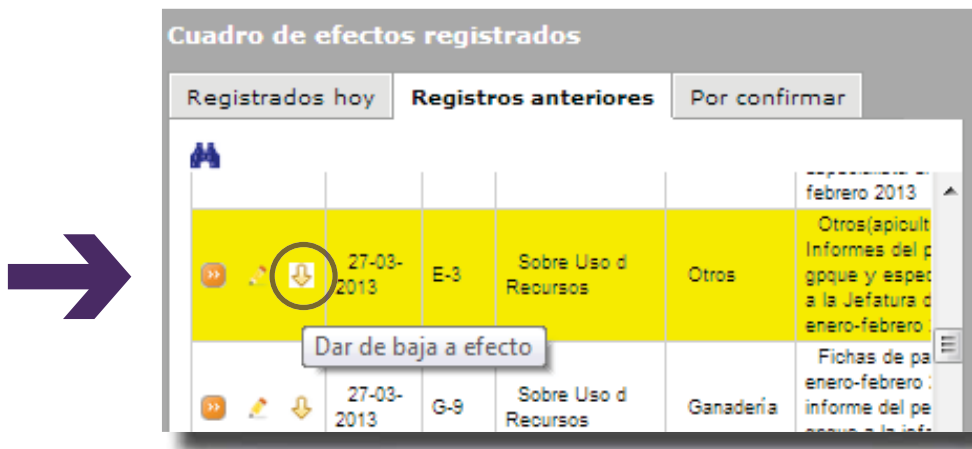 Cuadro de efectos registrados
Registrados hoy
Registros anteriores
Por confirmar
febrero 2013
27-03-
2013
E-3
Sobre Uso d
Recursos
Otros
Otros(apicult
Informes del p
gpque y espec
a la Jefatura d
enero-febrero
Dar de baja a efecto
27-03-
2013
G-9
Sobre Uso d
Recursos
Ganadería
Fichas de pa
enero-febrero
informe del pe